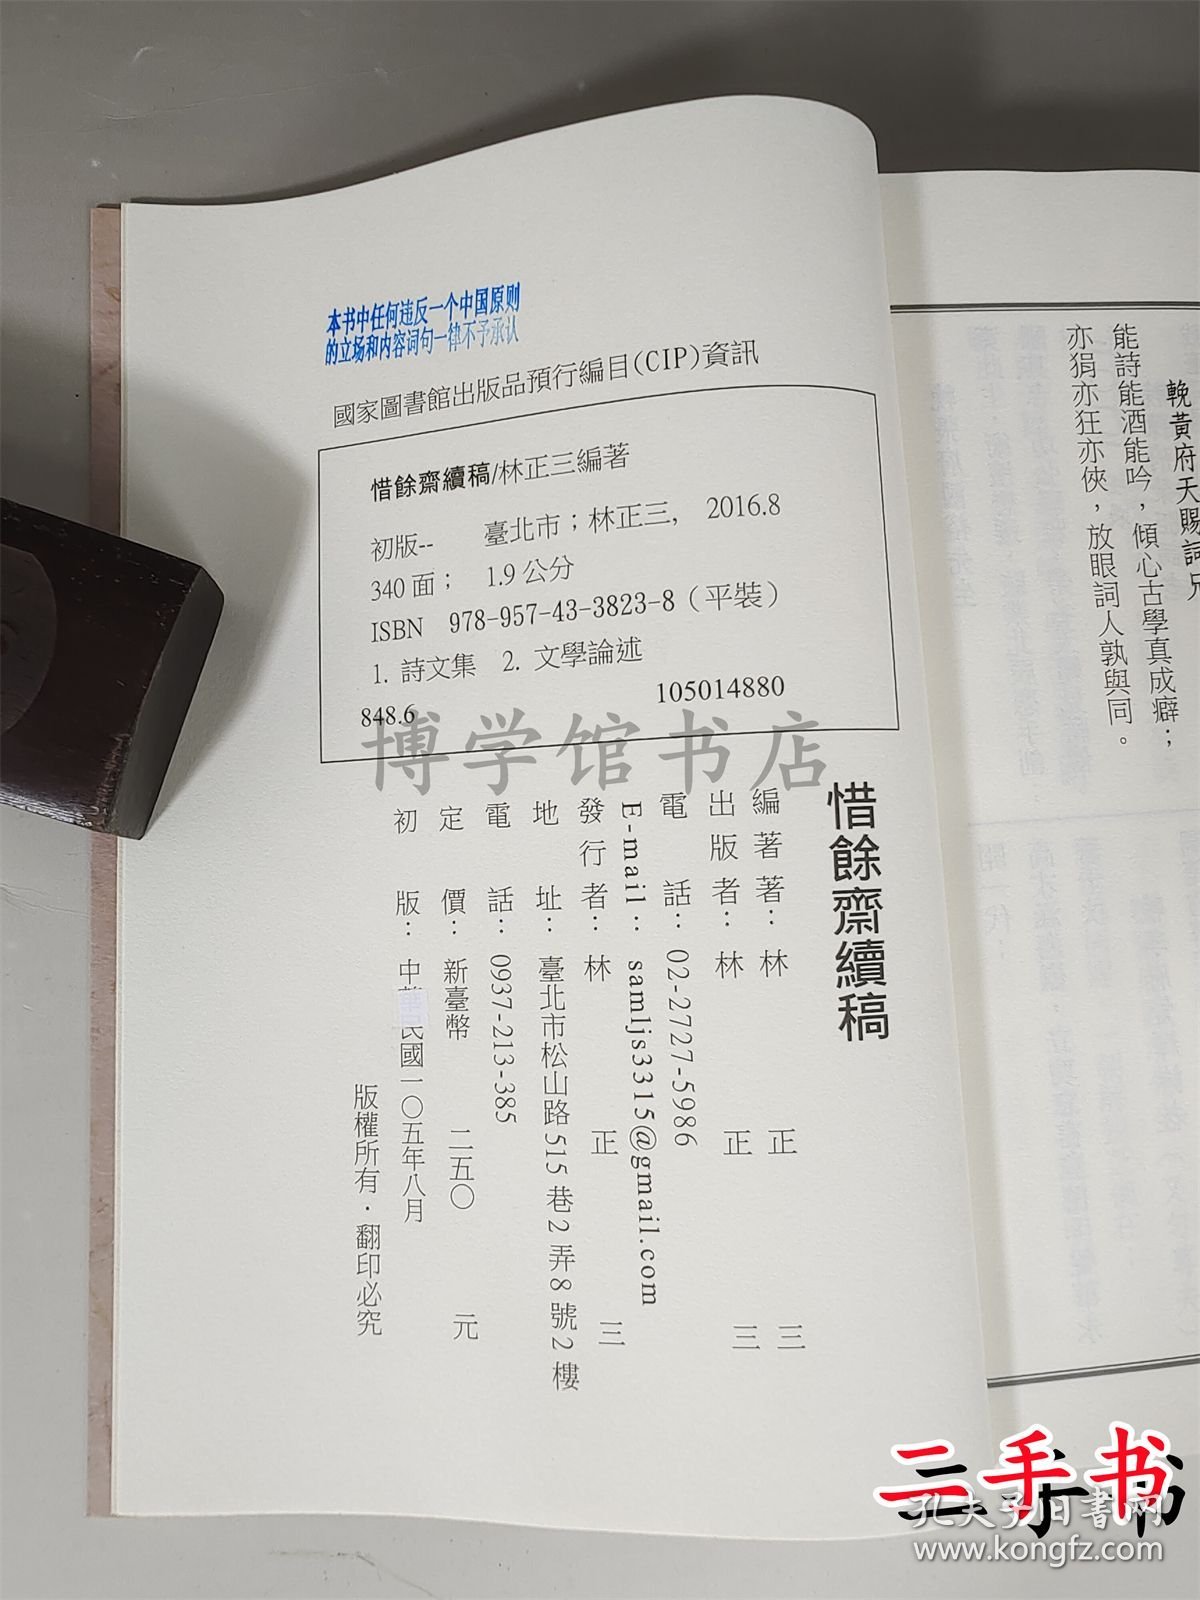 本书中任何违反一个中国原则
的立场和内容词句一律不予承认
國家圖書館出版品預行編目(CIP)資訊
惜餘齋續稿/林正三編著
初版-- 臺北市；林正三， 2016.8
340 面； 1.9 公分
ISBN 978-957-43-3823-8（平裝）
1. 詩文集 2. 文學論述
848.6 105014880
博学馆书店
惜餘齋續稿
編著者：林正三
出版者：林正三
電話：02-2727-5986
E-mail：samljs3315@gmail.com
發行者：林正三
地址：臺北市松山路515巷2弄8號2樓
電話：0937-213-385
定價：新臺幣 二五〇 元
初版：中 民國一〇五年八月
版權所有·翻印必究
輓黃府天賜詞兄
能詩能酒能吟，傾心古學真成癖；
亦狷亦狂亦俠，放眼詞人孰與同。
二手书
孔夫子旧書网
www.kongfz.com